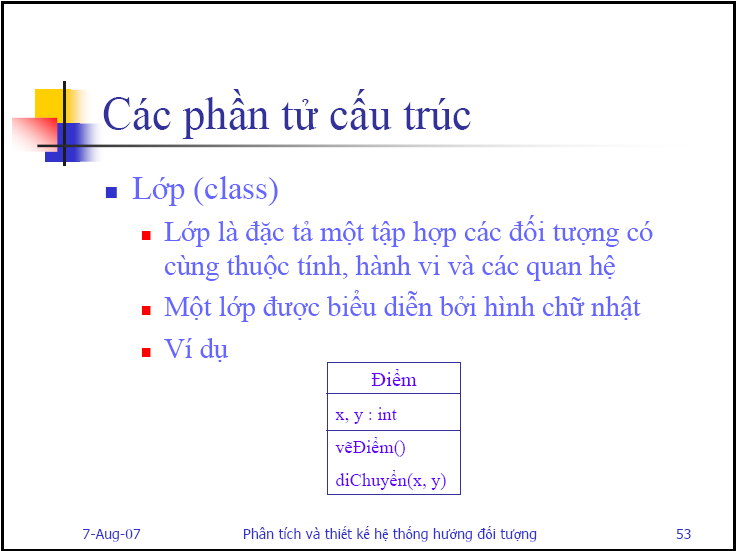 Các phần tử cấu trúc
Lớp (class)
Lớp là đặc tả một tập hợp các đối tượng có
cùng thuộc tính, hành vi và các quan hệ
Một lớp được biểu diễn bởi hình chữ nhật
Ví dụ
Điểm
x, y : int
vẽĐiểm()
diChuyển(x, y)
7-Aug-07
Phân tích và thiết kế hệ thống hướng đối tượng
53